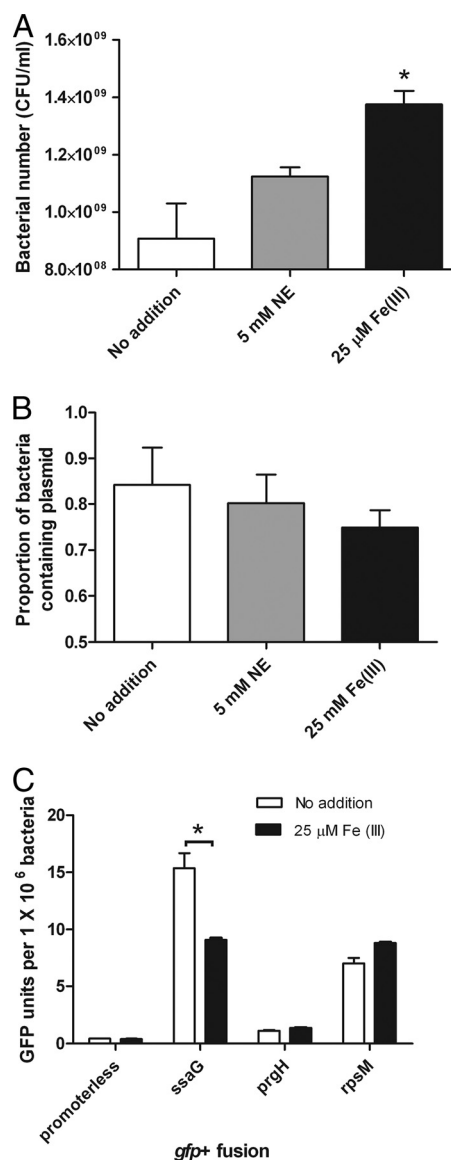 A
Bacterial number (CFU/ml)
1.6×10⁰⁹
1.4×10⁰⁹
1.2×10⁰⁹
1.0×10⁰⁹
8.0×10⁰⁸
*
No addition
5 mM NE
25 μM Fe(III)
B
Proportion of bacteria
containing plasmid
1.0
0.9
0.8
0.7
0.6
0.5
No addition
5 mM NE
25 mM Fe(III)
C
GFP units per 1 X 10⁶ bacteria
20
15
10
5
0
No addition
25 μM Fe (III)
*
promoterless
ssaG
prgH
rpsM
gfp+ fusion